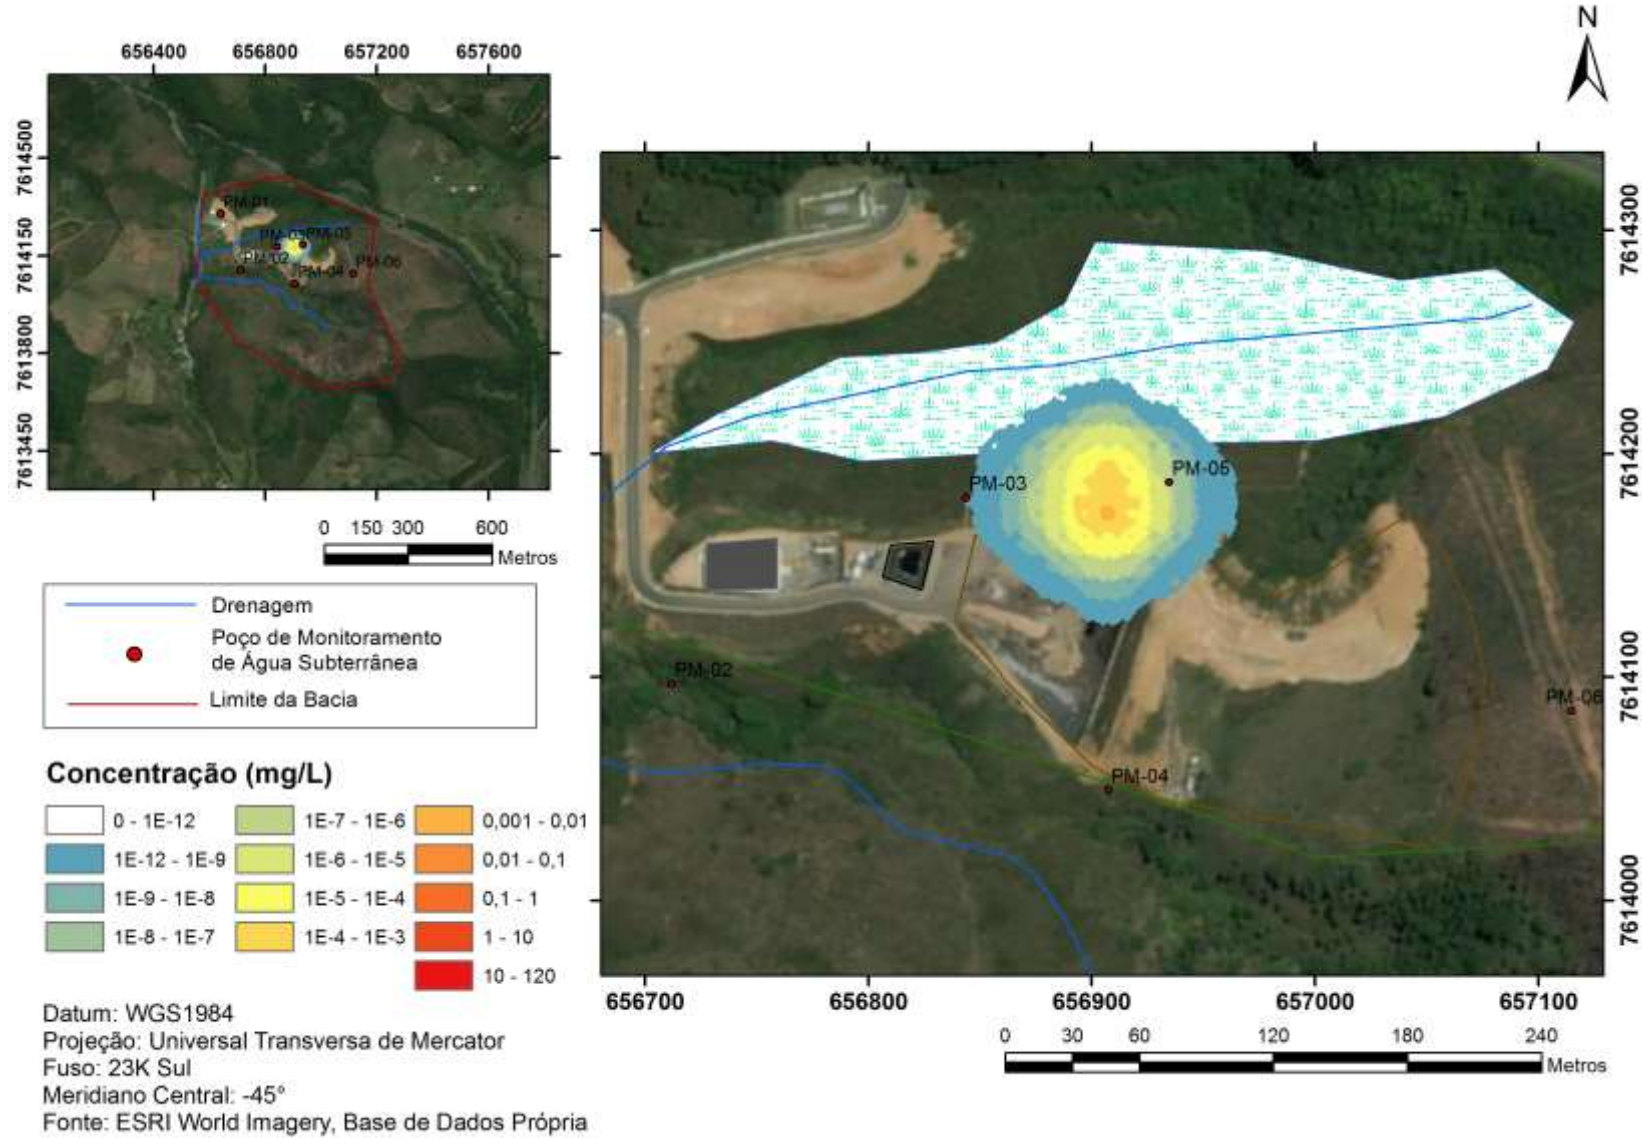 N
656400 656800 657200 657600
7614500
7614150
7613800
7613450
PM-01
PM-03 PM-05
PM-02
PM-04
PM-06
0 150 300 600
Metros
Drenagem
Poço de Monitoramento
de Água Subterrânea
Limite da Bacia
Concentração (mg/L)
0 - 1E-12
1E-12 - 1E-9
1E-9 - 1E-8
1E-8 - 1E-7
1E-7 - 1E-6
1E-6 - 1E-5
1E-5 - 1E-4
1E-4 - 1E-3
0,001 - 0,01
0,01 - 0,1
0,1 - 1
1 - 10
10 - 120
Datum: WGS1984
Projeção: Universal Transversa de Mercator
Fuso: 23K Sul
Meridiano Central: -45°
Fonte: ESRI World Imagery, Base de Dados Própria
7614300
7614200
7614100
7614000
PM-05
PM-03
PM-02
PM-06
PM-04
656700 656800 656900 657000 657100
0 30 60 120 180 240
Metros